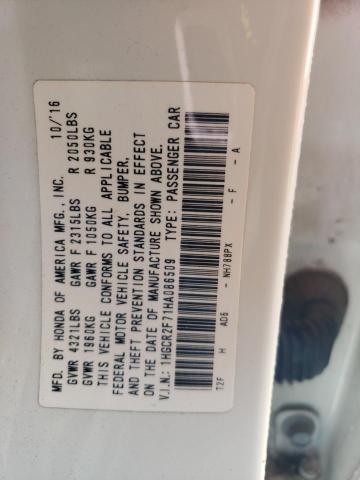 MFD. BY HONDA OF AMERICA MFG., INC. 10/'16
GVWR 4321LBS GAWR F 2315LBS R 2050LBS
GVWR 1960KG GAWR F 1050KG R 930KG
THIS VEHICLE CONFORMS TO ALL APPLICABLE
FEDERAL MOTOR VEHICLE SAFETY, BUMPER,
AND THEFT PREVENTION STANDARDS IN EFFECT
ON THE DATE OF MANUFACTURE SHOWN ABOVE.
V.I.N.: 1HGCR2F71HA086509 TYPE: PASSENGER CAR
T2F H AD6 - NH788PX - F - A